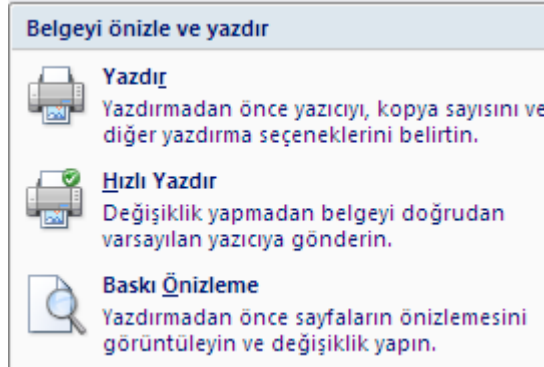 Belgeyi önizle ve yazdır
Yazdır
Yazdırmadan önce yazıcıyı, kopya sayısını ve
diğer yazdırma seçeneklerini belirtin.
Hızlı Yazdır
Değişiklik yapmadan belgeyi doğrudan
varsayılan yazıcıya gönderin.
Baskı Önizleme
Yazdırmadan önce sayfaların önizlemesini
görüntüleyin ve değişiklik yapın.